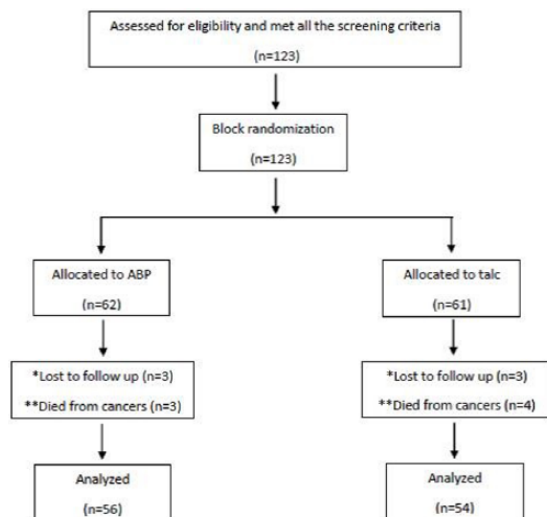 Assessed for eligibility and met all the screening criteria
(n=123)
Block randomization
(n=123)
Allocated to ABP
(n=62)
Allocated to talc
(n=61)
*Lost to follow up (n=3)
**Died from cancers (n=3)
*Lost to follow up (n=3)
**Died from cancers (n=4)
Analyzed
(n=56)
Analyzed
(n=54)